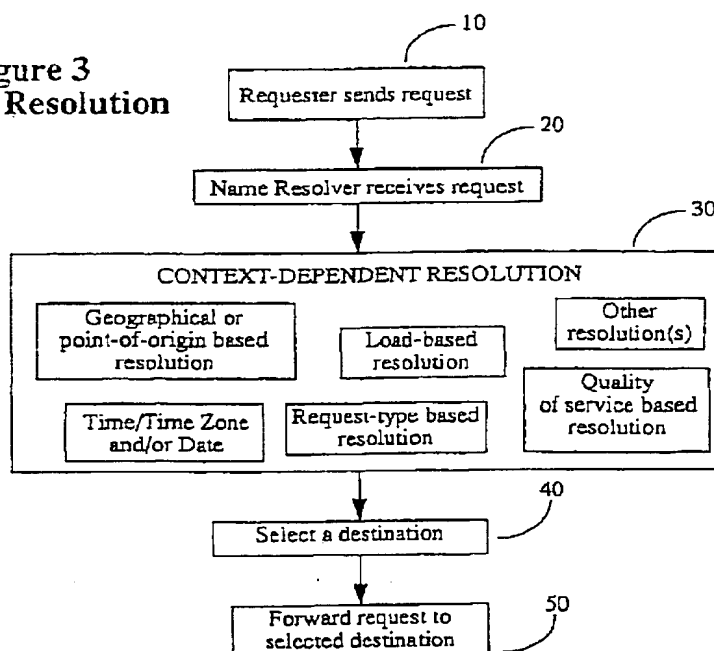 10
gure 3
Resolution
Requester sends request
20
Name Resolver receives request
30
CONTEXT-DEPENDENT RESOLUTION
Geographical or
point-of-origin based
resolution
Load-based
resolution
Other
resolution(s)
Time/Time Zone
and/or Date
Request-type based
resolution
Quality
of service based
resolution
40
Select a destination
50
Forward request to
selected destination